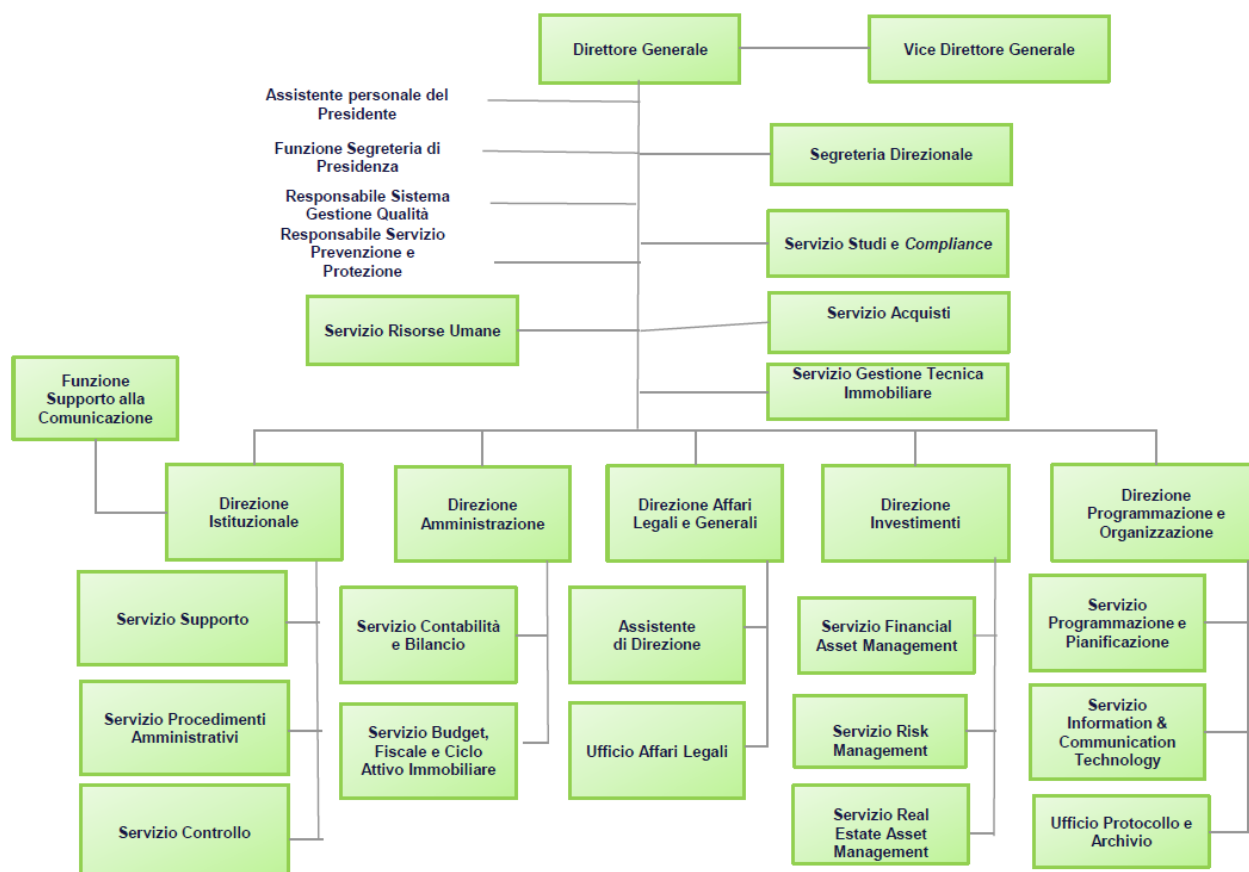 Direttore Generale
Vice Direttore Generale
Assistente personale del
Presidente
Funzione Segreteria di
Presidenza
Segreteria Direzionale
Responsabile Sistema
Gestione Qualità
Responsabile Servizio
Prevenzione e
Protezione
Servizio Studi e Compliance
Servizio Risorse Umane
Servizio Acquisti
Funzione
Supporto alla
Comunicazione
Servizio Gestione Tecnica
Immobiliare
Direzione
Istituzionale
Direzione
Amministrazione
Direzione Affari
Legali e Generali
Direzione
Investimenti
Direzione
Programmazione e
Organizzazione
Servizio Supporto
Servizio Contabilità
e Bilancio
Assistente
di Direzione
Servizio Financial
Asset Management
Servizio
Programmazione e
Pianificazione
Servizio Procedimenti
Amministrativi
Servizio Budget,
Fiscale e Ciclo
Attivo Immobiliare
Ufficio Affari Legali
Servizio Risk
Management
Servizio
Information &
Communication
Technology
Servizio Controllo
Servizio Real
Estate Asset
Management
Ufficio Protocollo e
Archivio